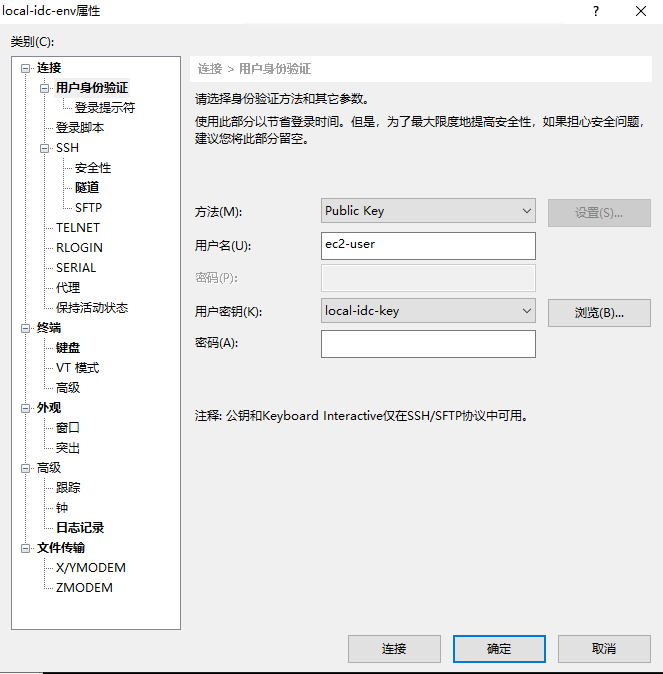 local-idc-env属性
类别(C):
连接
用户身份验证
登录提示符
登录脚本
SSH
安全性
隧道
SFTP
TELNET
RLOGIN
SERIAL
代理
保持活动状态
终端
键盘
VT 模式
高级
外观
窗口
突出
高级
跟踪
钟
日志记录
文件传输
X/YMODEM
ZMODEM
连接 > 用户身份验证
请选择身份验证方法和其它参数。
使用此部分以节省登录时间。但是，为了最大限度地提高安全性，如果担心安全问题，
建议您将此部分留空。
方法(M):
Public Key
设置(S)...
用户名(U):
ec2-user
密码(P):
用户密钥(K):
local-idc-key
浏览(B)...
密码(A):
注释: 公钥和Keyboard Interactive仅在SSH/SFTP协议中可用。
连接
确定
取消